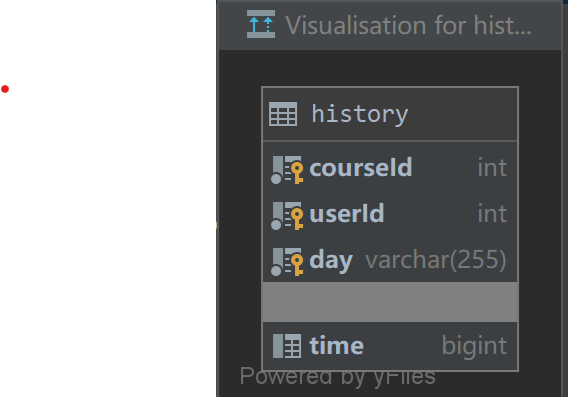 Visualisation for hist...
history
courseId int
userId int
day varchar(255)
time bigint
Powered by yFiles